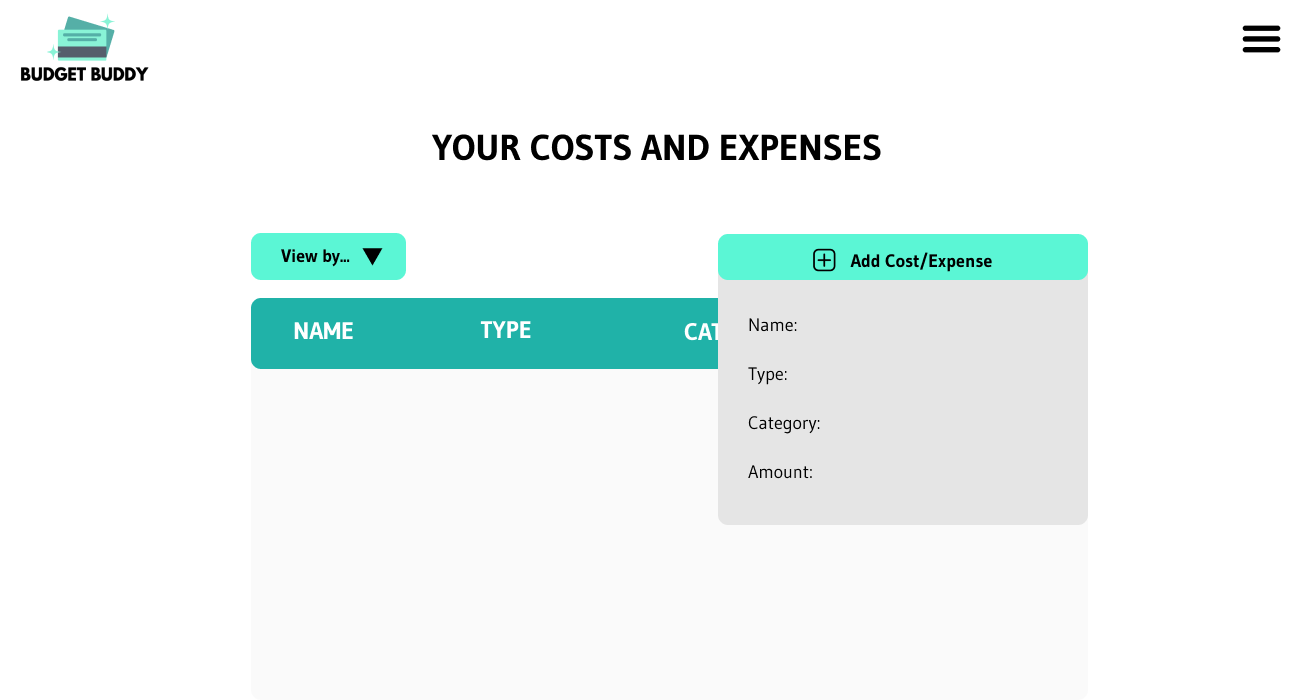 BUDGET BUDDY
YOUR COSTS AND EXPENSES
View by...
Add Cost/Expense
NAME TYPE CAT
Name:
Type:
Category:
Amount: